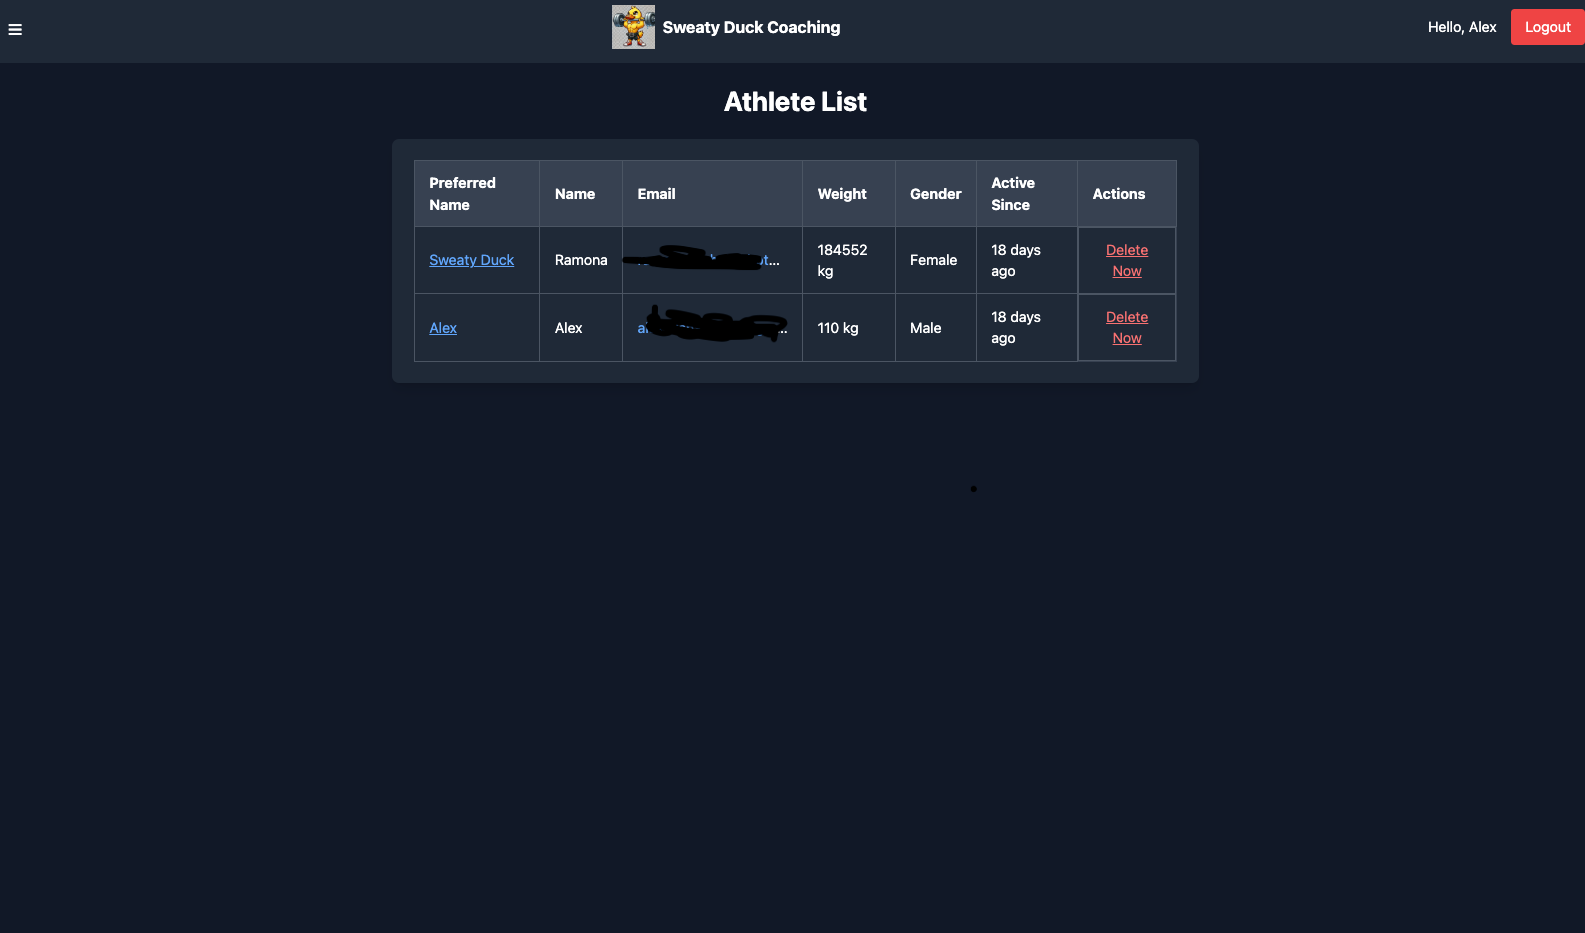 Sweaty Duck Coaching
Hello, Alex
Logout
Athlete List
Preferred
Name
Name
Email
Weight
Gender
Active
Since
Actions
Sweaty Duck
Ramona
184552
kg
Female
18 days
ago
Delete
Now
Alex
Alex
110 kg
Male
18 days
ago
Delete
Now